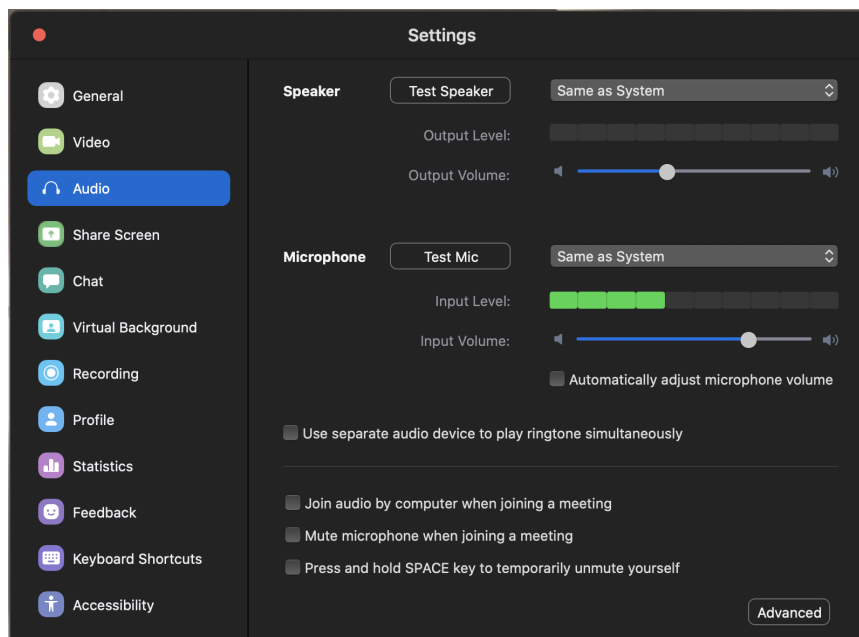 Settings
General
Video
Audio
Share Screen
Chat
Virtual Background
Recording
Profile
Statistics
Feedback
Keyboard Shortcuts
Accessibility
Speaker Test Speaker Same as System
Output Level:
Output Volume:
Microphone Test Mic Same as System
Input Level:
Input Volume:
Automatically adjust microphone volume
Use separate audio device to play ringtone simultaneously
Join audio by computer when joining a meeting
Mute microphone when joining a meeting
Press and hold SPACE key to temporarily unmute yourself
Advanced